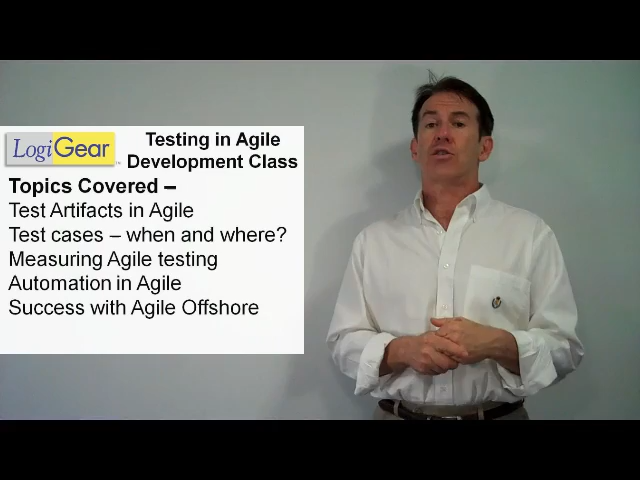 LogiGear™
Testing in Agile
Development Class
Topics Covered –
Test Artifacts in Agile
Test cases – when and where?
Measuring Agile testing
Automation in Agile
Success with Agile Offshore